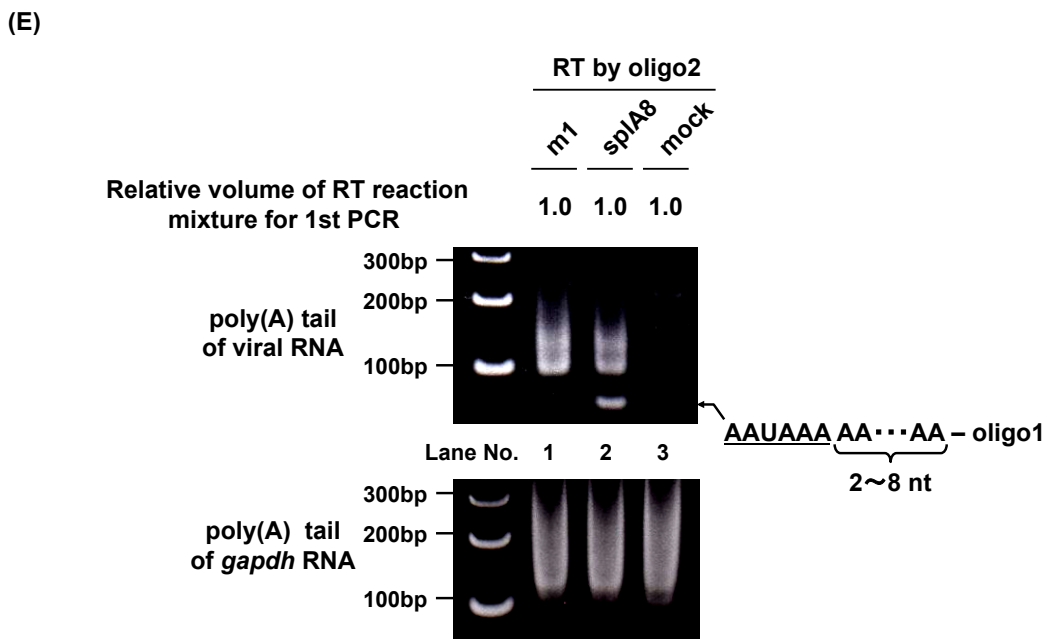 (E)
RT by oligo2
m1 splA8 mock
Relative volume of RT reaction
mixture for 1st PCR
1.0 1.0 1.0
300bp
200bp
poly(A) tail
of viral RNA
100bp
AAUAAA AA···AA – oligo1
2～8 nt
Lane No. 1 2 3
300bp
200bp
poly(A) tail
of gapdh RNA
100bp